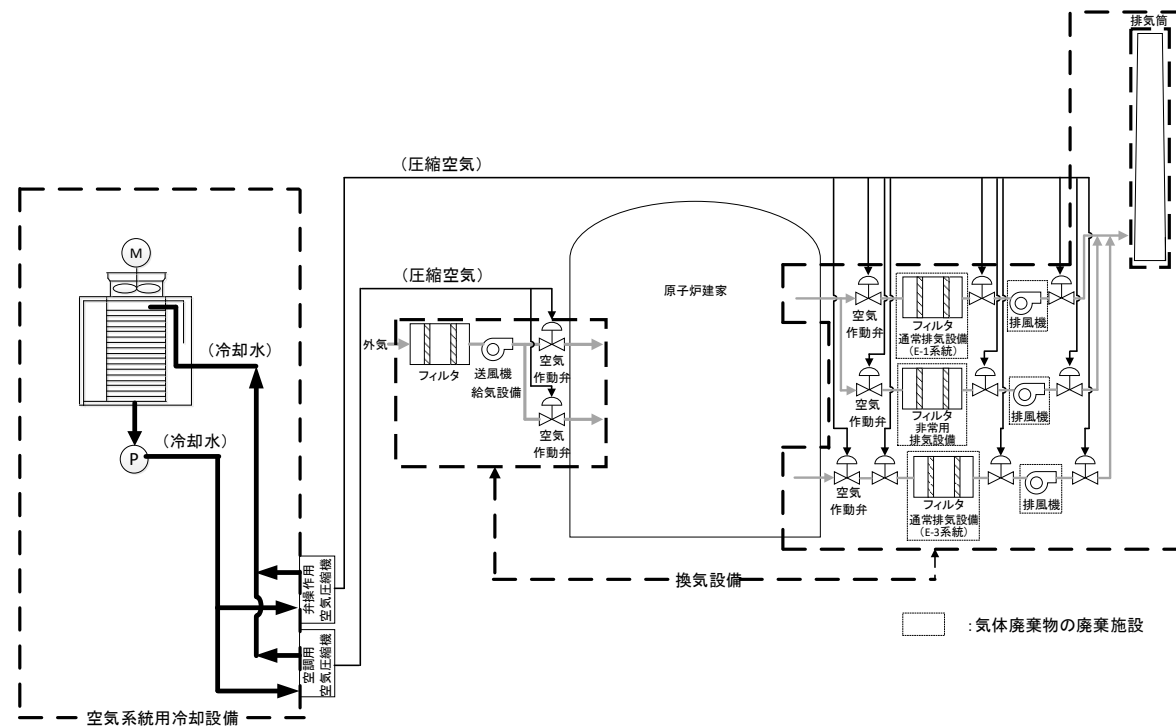 排気筒
（圧縮空気）
（圧縮空気）
M
原子炉建家
（冷却水）
外気
フィルタ
送風機
給気設備
空気
作動弁
空気
作動弁
空気
作動弁
フィルタ
通常排気設備
（E-1系統）
排風機
空気
作動弁
フィルタ
非常用
排気設備
排風機
（冷却水）
P
空気
作動弁
フィルタ
通常排気設備
（E-3系統）
排風機
弁操作用
空気圧縮機
換気設備
空調用
空気圧縮機
：気体廃棄物の廃棄施設
空気系統用冷却設備